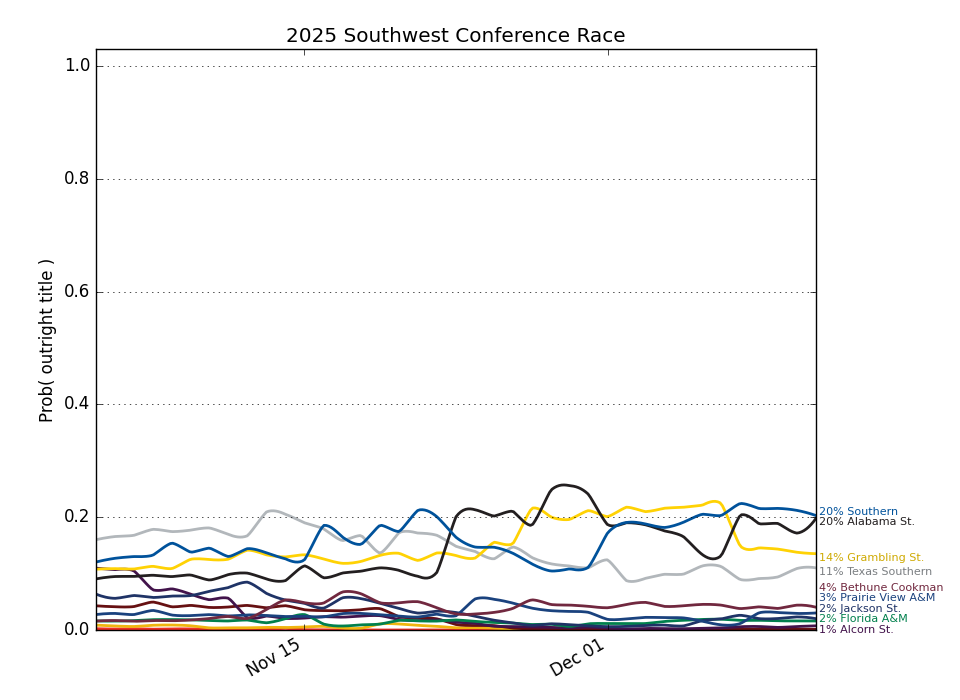 2025 Southwest Conference Race
Prob( outright title )
1.0
0.8
0.6
0.4
0.2
0.0
Nov 15
Dec 01
20% Southern
20% Alabama St.
14% Grambling St.
11% Texas Southern
4% Bethune Cookman
3% Prairie View A&M
2% Jackson St.
2% Florida A&M
1% Alcorn St.